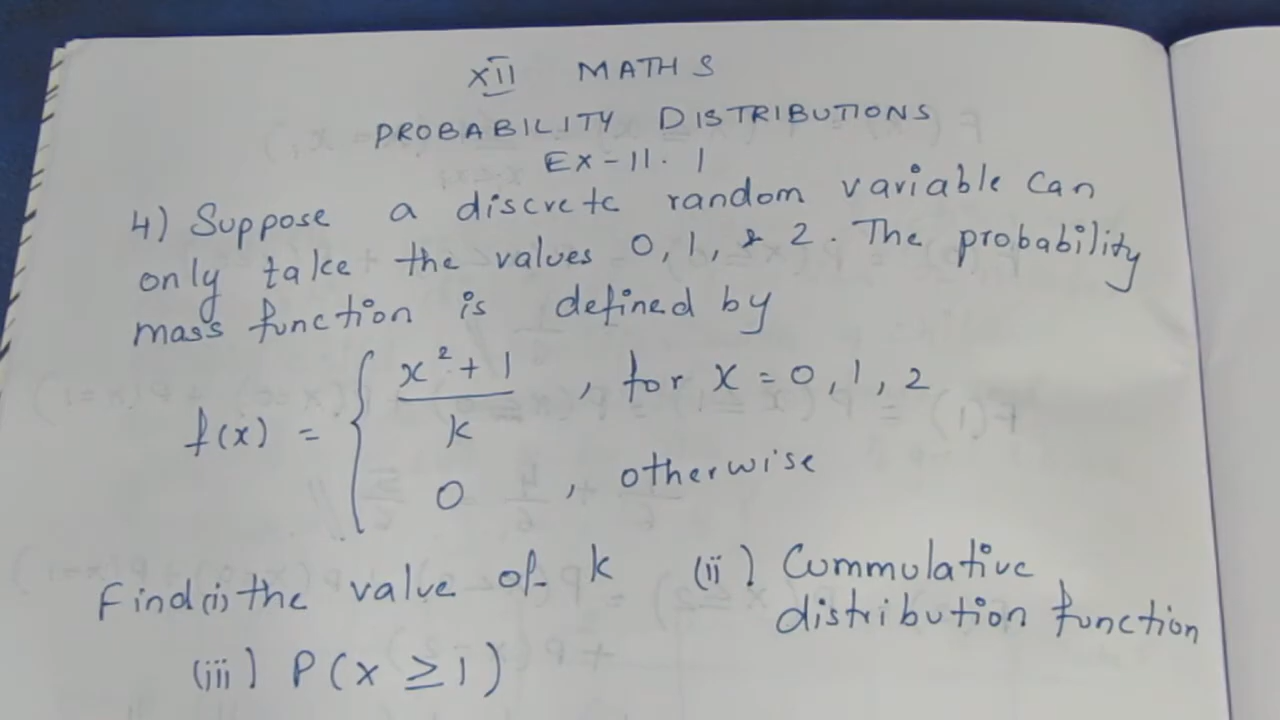 XII MATHS
PROBABILITY DISTRIBUTIONS
Ex-11.1
4) Suppose a discrete random variable can
only take the values 0, 1, & 2. The probability
mass function is defined by
f(x) = { x²+1 / k , for x = 0, 1, 2
0 , otherwise
Find (i) the value of k (ii) Cummulative
distribution function
(iii) P(x ≥ 1)